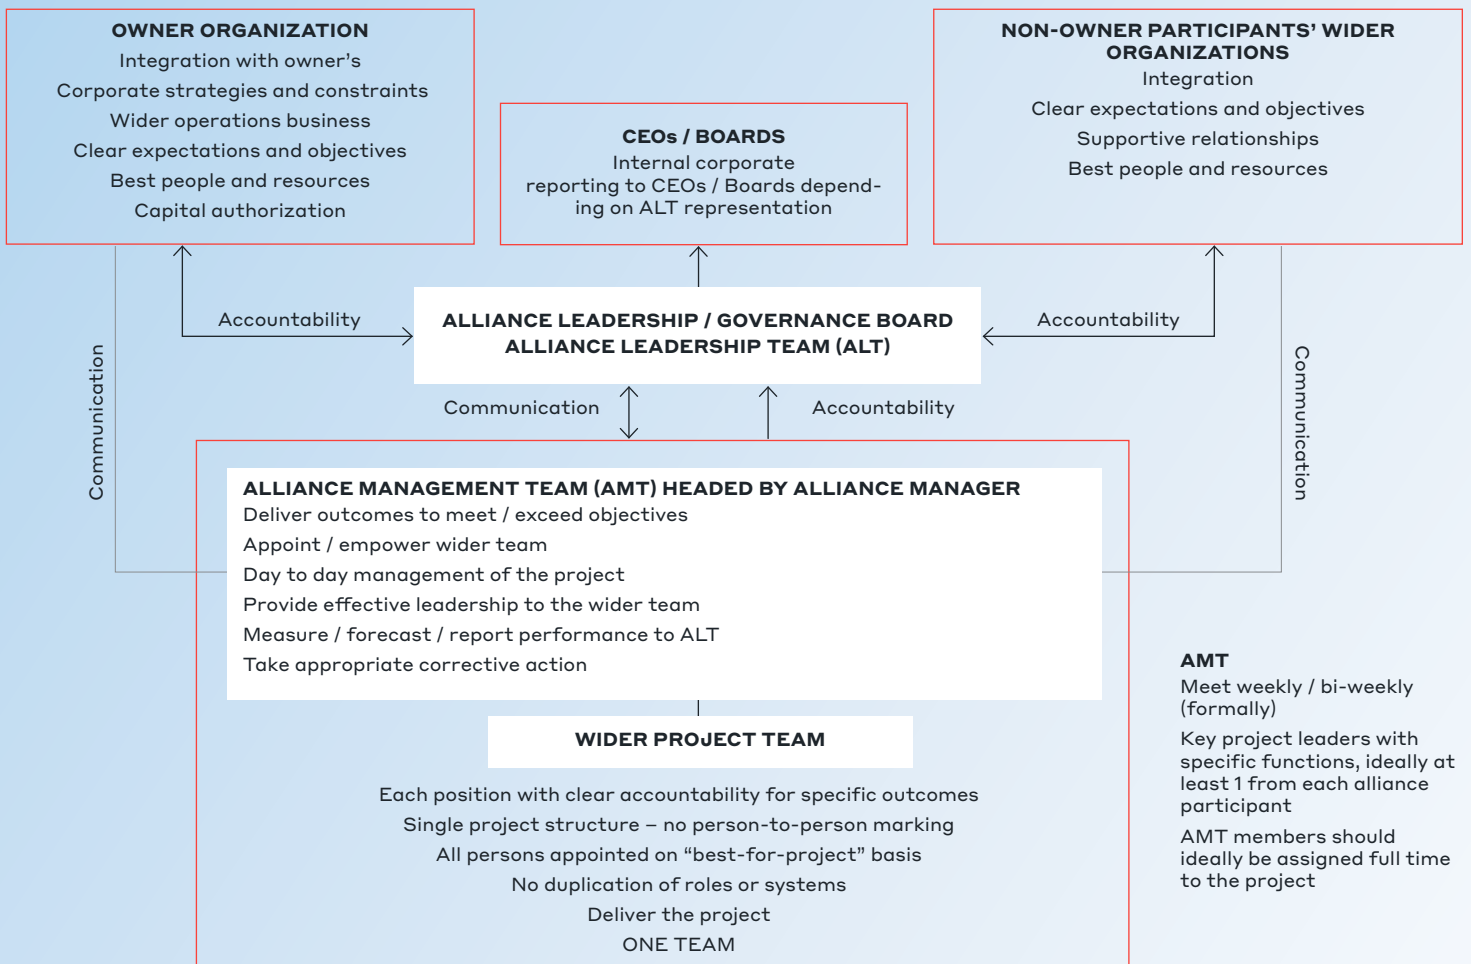 OWNER ORGANIZATION
Integration with owner's
Corporate strategies and constraints
Wider operations business
Clear expectations and objectives
Best people and resources
Capital authorization
CEOs / BOARDS
Internal corporate
reporting to CEOs / Boards depend-
ing on ALT representation
NON-OWNER PARTICIPANTS’ WIDER
ORGANIZATIONS
Integration
Clear expectations and objectives
Supportive relationships
Best people and resources
Accountability
ALLIANCE LEADERSHIP / GOVERNANCE BOARD
ALLIANCE LEADERSHIP TEAM (ALT)
Accountability
Communication
Communication
Accountability
Communication
ALLIANCE MANAGEMENT TEAM (AMT) HEADED BY ALLIANCE MANAGER
Deliver outcomes to meet / exceed objectives
Appoint / empower wider team
Day to day management of the project
Provide effective leadership to the wider team
Measure / forecast / report performance to ALT
Take appropriate corrective action
WIDER PROJECT TEAM
Each position with clear accountability for specific outcomes
Single project structure – no person-to-person marking
All persons appointed on “best-for-project” basis
No duplication of roles or systems
Deliver the project
ONE TEAM
AMT
Meet weekly / bi-weekly
(formally)
Key project leaders with
specific functions, ideally at
least 1 from each alliance
participant
AMT members should
ideally be assigned full time
to the project